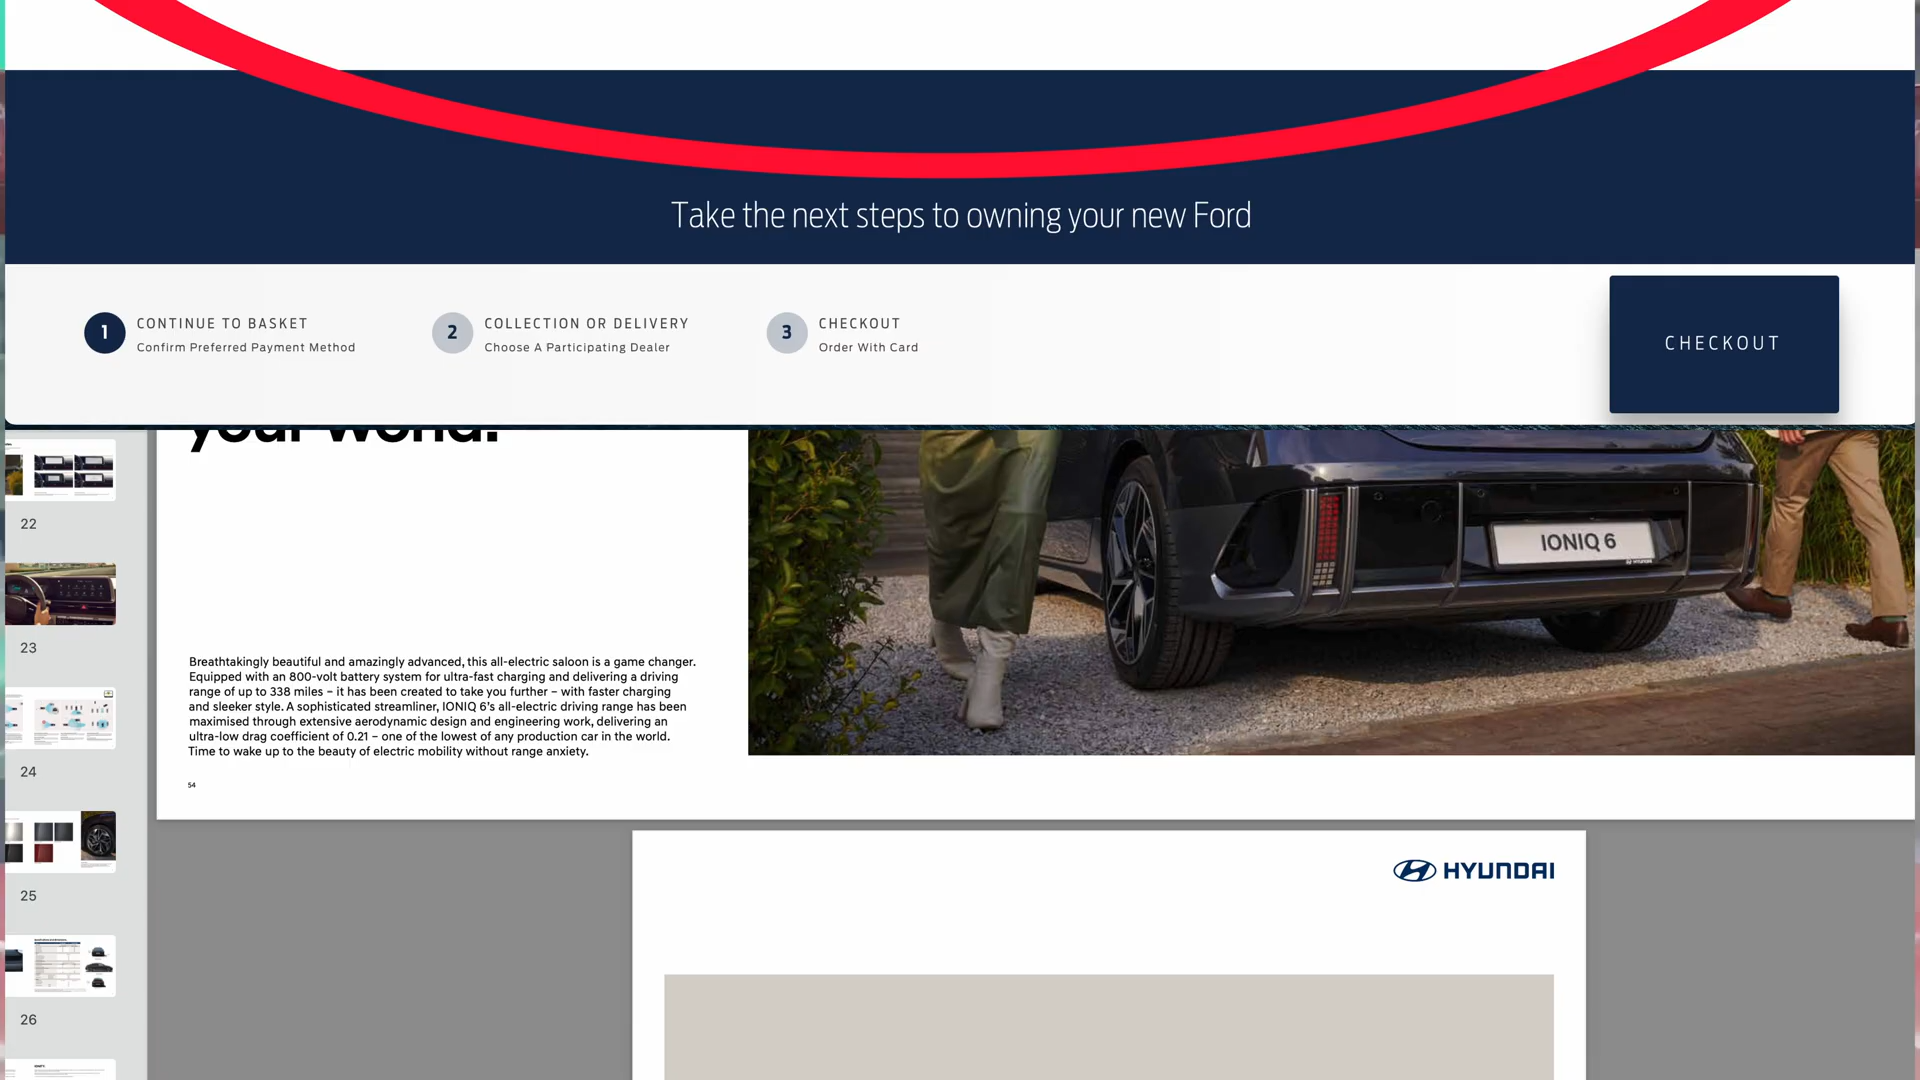 Take the next steps to owning your new Ford
1
CONTINUE TO BASKET
Confirm Preferred Payment Method
2
COLLECTION OR DELIVERY
Choose A Participating Dealer
3
CHECKOUT
Order With Card
CHECKOUT
your world.
22
23
24
25
26
IONIQ 6
HYUNDAI
Breathtakingly beautiful and amazingly advanced, this all-electric saloon is a game changer.
Equipped with an 800-volt battery system for ultra-fast charging and delivering a driving
range of up to 338 miles – it has been created to take you further – with faster charging
and sleeker style. A sophisticated streamliner, IONIQ 6's all-electric driving range has been
maximised through extensive aerodynamic design and engineering work, delivering an
ultra-low drag coefficient of 0.21 – one of the lowest of any production car in the world.
Time to wake up to the beauty of electric mobility without range anxiety.
54
HYUNDAI